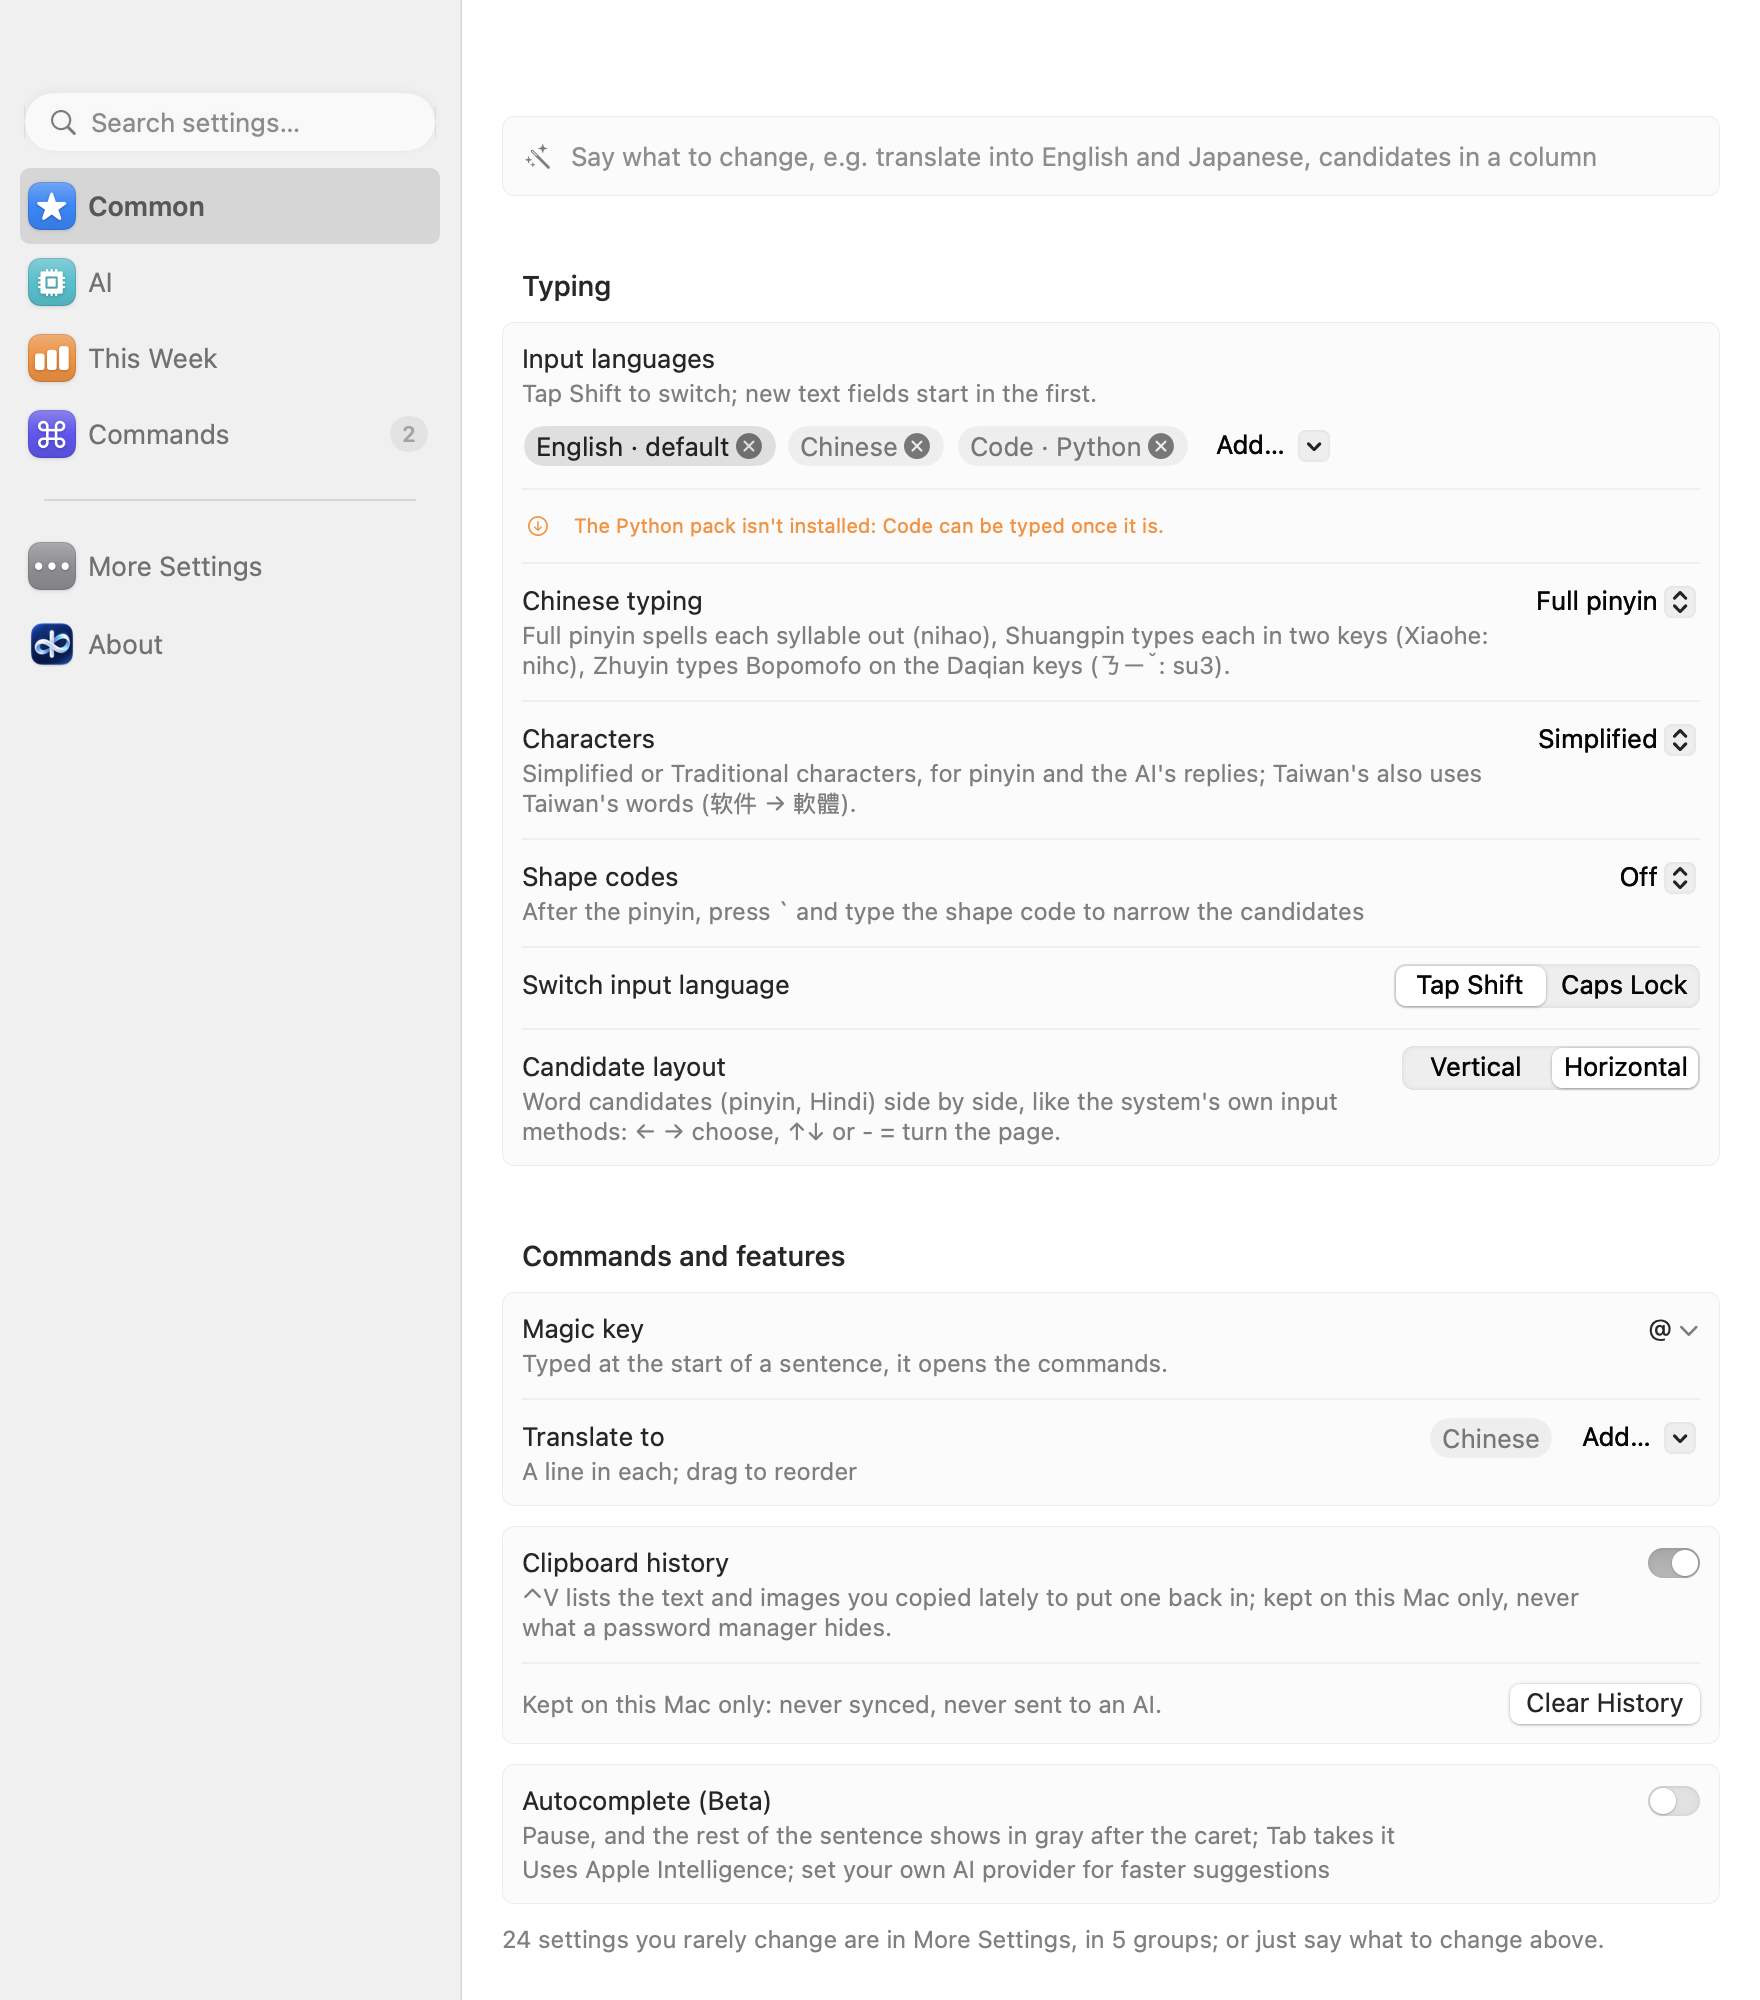 Search settings...
Common
AI
This Week
Commands 2
More Settings
About
Say what to change, e.g. translate into English and Japanese, candidates in a column
Typing
Input languages
Tap Shift to switch; new text fields start in the first.
English · default Chinese Code · Python Add...
The Python pack isn't installed: Code can be typed once it is.
Chinese typing Full pinyin
Full pinyin spells each syllable out (nihao), Shuangpin types each in two keys (Xiaohe:
nihc), Zhuyin types Bopomofo on the Daqian keys (ㄋㄧˇ: su3).
Characters Simplified
Simplified or Traditional characters, for pinyin and the AI's replies; Taiwan's also uses
Taiwan's words (软件 → 軟體).
Shape codes Off
After the pinyin, press ` and type the shape code to narrow the candidates
Switch input language Tap Shift Caps Lock
Candidate layout Vertical Horizontal
Word candidates (pinyin, Hindi) side by side, like the system's own input
methods: ← → choose, ↑↓ or - = turn the page.
Commands and features
Magic key @
Typed at the start of a sentence, it opens the commands.
Translate to Chinese Add...
A line in each; drag to reorder
Clipboard history
^V lists the text and images you copied lately to put one back in; kept on this Mac only, never
what a password manager hides.
Kept on this Mac only: never synced, never sent to an AI. Clear History
Autocomplete (Beta)
Pause, and the rest of the sentence shows in gray after the caret; Tab takes it
Uses Apple Intelligence; set your own AI provider for faster suggestions
24 settings you rarely change are in More Settings, in 5 groups; or just say what to change above.